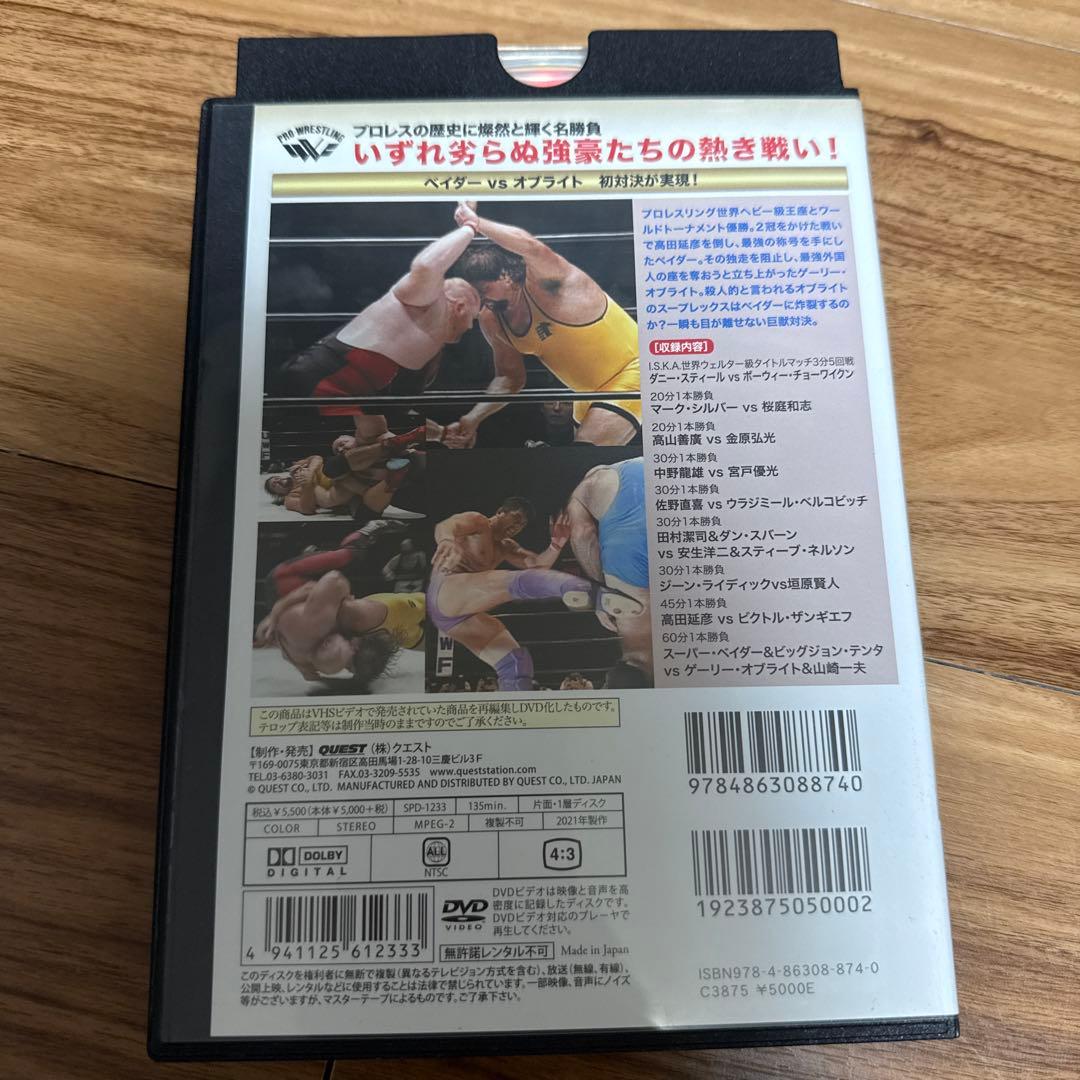 PRO WRESTLING
プロレスの歴史に燦然と輝く名勝負
いずれ劣らぬ強豪たちの熱き戦い！
ベイダー vs オブライト　初対決が実現！
プロレスリング世界ヘビー級王座とワー
ルドトーナメント優勝。2冠をかけた戦い
で高田延彦を倒し、最強の称号を手にし
たベイダー。その独走を阻止し、最強外国
人の座を奪おうと立ち上がったゲーリー・
オブライト。殺人的と言われるオブライト
のスープレックスはベイダーに炸裂するの
か？一瞬も目が離せない巨獣対決。
［収録内容］
I.S.K.A.世界ウェルター級タイトルマッチ3分5回戦
ダニー・スティール vs ボーウィー・チョーワイクン
20分1本勝負
マーク・シルバー vs 桜庭和志
20分1本勝負
高山善廣 vs 金原弘光
30分1本勝負
中野龍雄 vs 宮戸優光
30分1本勝負
佐野直喜 vs ウラジミール・ベルコビッチ
30分1本勝負
田村潔司&ダン・スバーン
vs 安生洋二&スティーブ・ネルソン
30分1本勝負
ジーン・ライディックvs垣原賢人
45分1本勝負
高田延彦 vs ビクトル・ザンギエフ
60分1本勝負
スーパー・ベイダー&ビッグジョン・テンタ
vs ゲーリー・オブライト&山崎一夫
WF
この商品はVHSビデオで発売されていた商品を再編集しDVD化したものです。
テロップ表記等は制作当時のままですのでご了承ください。
【制作・発売】QUEST（株）クエスト
〒169-0075東京都新宿区高田馬場1-28-10三慶ビル3F
TEL.03-6380-3031 FAX.03-3209-5535 www.queststation.com
© QUEST CO., LTD. MANUFACTURED AND DISTRIBUTED BY QUEST CO., LTD. JAPAN
税込￥5,500（本体￥5,000+税） SPD-1233 135min. 片面・1層ディスク
COLOR STEREO MPEG-2 複製不可 2021年製作
DOLBY
DIGITAL
ALL
NTSC
4:3
4 941125 612333
DVD
VIDEO
DVDビデオは映像と音声を高
密度に記録したディスクです。
DVDビデオ対応のプレーヤで
再生してください。
無許諾レンタル不可 Made in Japan
このディスクを権利者に無断で複製（異なるテレビジョン方式を含む）、放送（無線、有線）、
公開上映、レンタルなどに使用することは法律で禁じられています。一部映像、音声にノイズ
等がございますが、マスターテープによるものです。ご了承下さい。
9784863088740
1923875050002
ISBN978-4-86308-874-0
C3875 ¥5000E